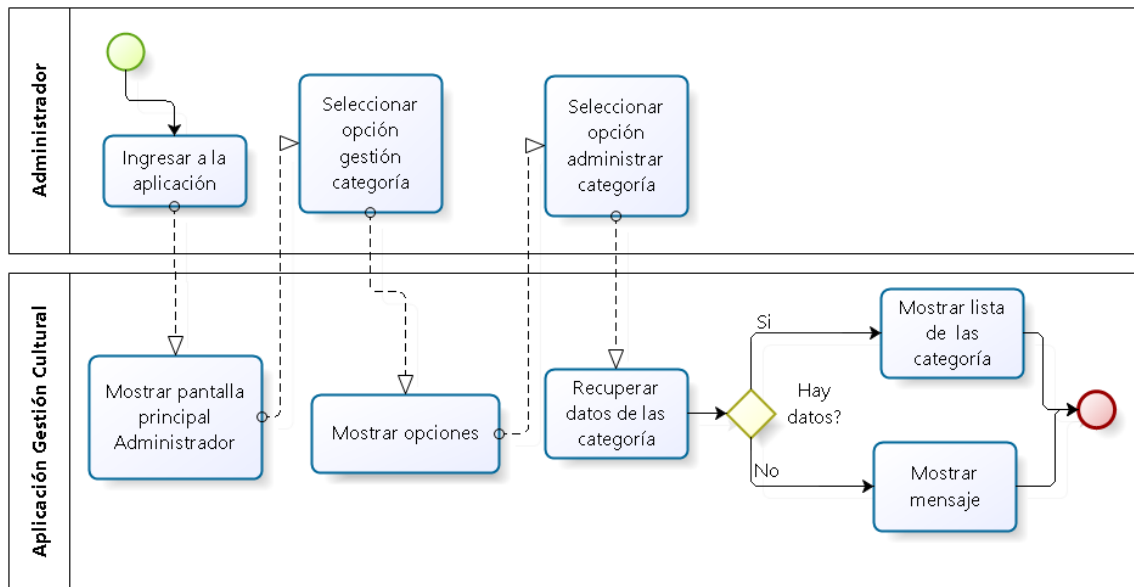 Administrador
Ingresar a la
aplicación
Seleccionar
opción
gestión
categoría
Seleccionar
opción
administrar
categoría
Aplicación Gestión Cultural
Mostrar pantalla
principal
Administrador
Mostrar opciones
Recuperar
datos de las
categoría
Si
Hay
datos?
No
Mostrar lista
de las
categoría
Mostrar
mensaje